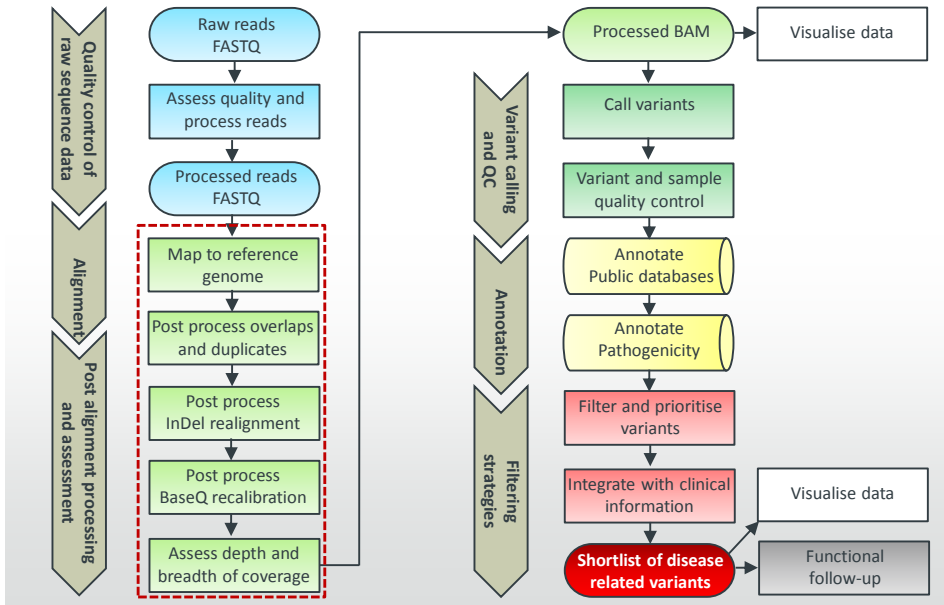 Quality control of
raw sequence data
Alignment
Post alignment processing
and assessment
Raw reads
FASTQ
Assess quality and
process reads
Processed reads
FASTQ
Map to reference
genome
Post process overlaps
and duplicates
Post process
InDel realignment
Post process
BaseQ recalibration
Assess depth and
breadth of coverage
Variant calling
and QC
Annotation
Filtering
strategies
Processed BAM
Visualise data
Call variants
Variant and sample
quality control
Annotate
Public databases
Annotate
Pathogenicity
Filter and prioritise
variants
Integrate with clinical
information
Visualise data
Shortlist of disease
related variants
Functional
follow-up